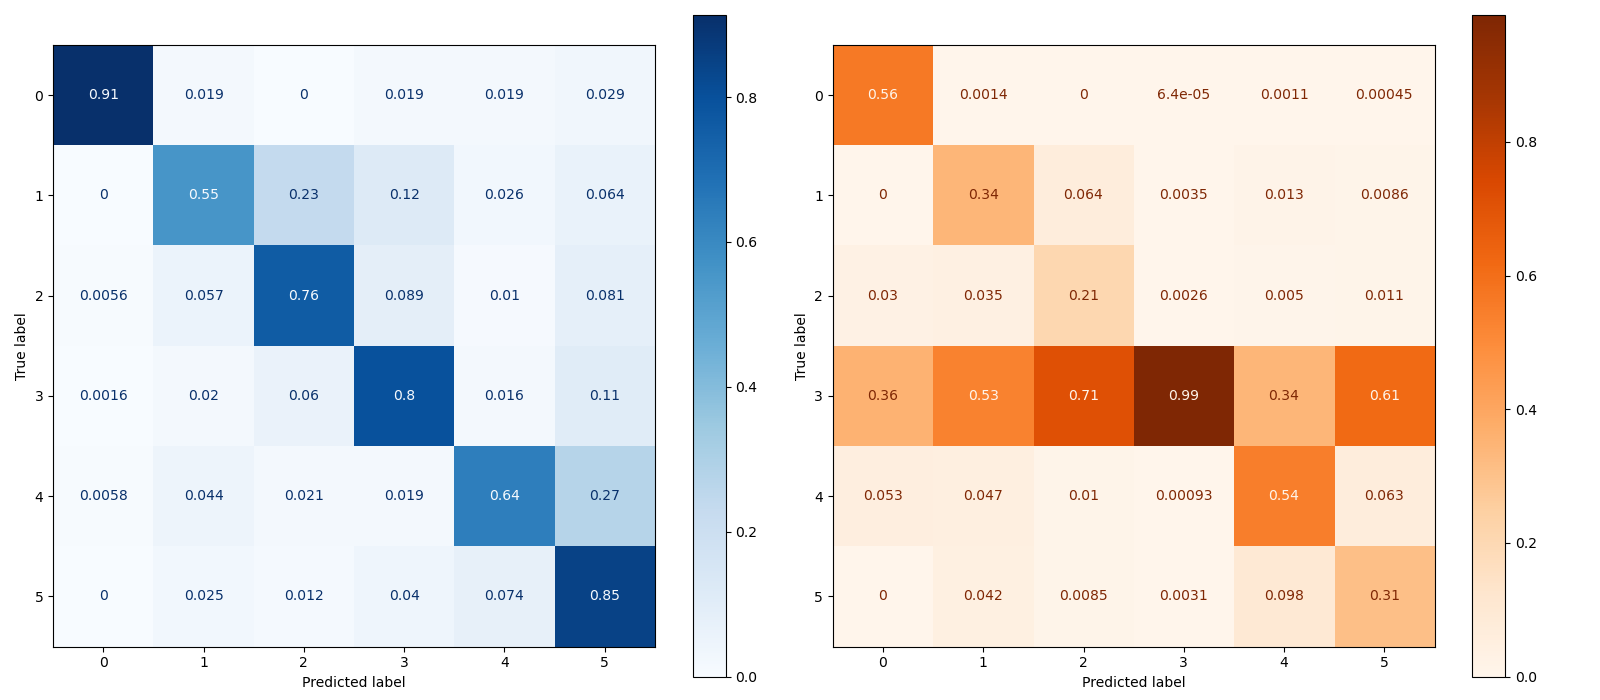 0 0.91 0.019 0 0.019 0.019 0.029
1 0 0.55 0.23 0.12 0.026 0.064
2 0.0056 0.057 0.76 0.089 0.01 0.081
3 0.0016 0.02 0.06 0.8 0.016 0.11
4 0.0058 0.044 0.021 0.019 0.64 0.27
5 0 0.025 0.012 0.04 0.074 0.85
0 1 2 3 4 5
True label
Predicted label
0.8
0.6
0.4
0.2
0.0
0 0.56 0.0014 0 6.4e-05 0.0011 0.00045
1 0 0.34 0.064 0.0035 0.013 0.0086
2 0.03 0.035 0.21 0.0026 0.005 0.011
3 0.36 0.53 0.71 0.99 0.34 0.61
4 0.053 0.047 0.01 0.00093 0.54 0.063
5 0 0.042 0.0085 0.0031 0.098 0.31
0 1 2 3 4 5
True label
Predicted label
0.8
0.6
0.4
0.2
0.0